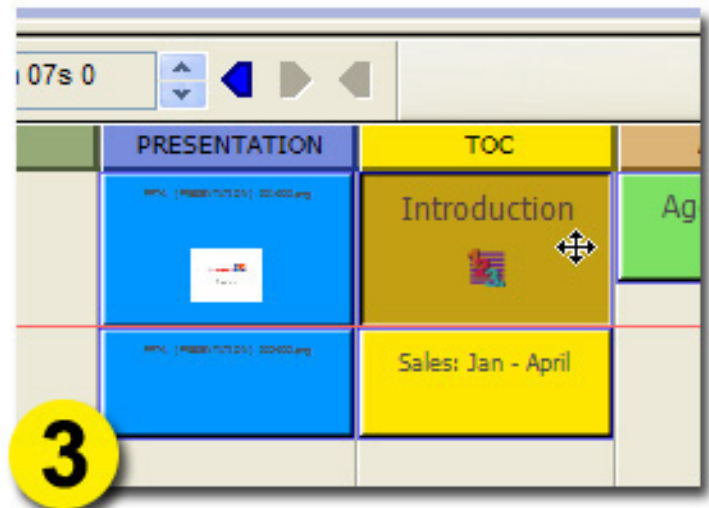 07s 0
PRESENTATION
TOC
Introduction
Ag
Sales: Jan - April
3